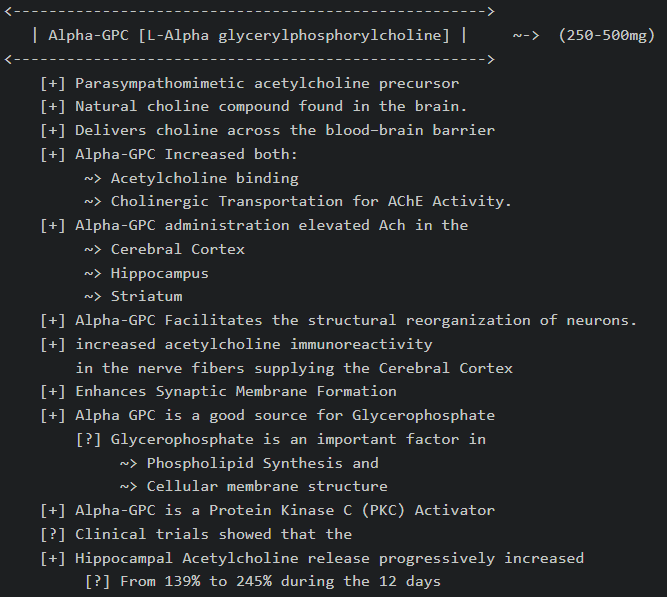 <----------------------------------------------------->
| Alpha-GPC [L-Alpha glycerylphosphorylcholine] | ~-> (250-500mg)
<----------------------------------------------------->
[+] Parasympathomimetic acetylcholine precursor
[+] Natural choline compound found in the brain.
[+] Delivers choline across the blood–brain barrier
[+] Alpha-GPC Increased both:
~> Acetylcholine binding
~> Cholinergic Transportation for AChE Activity.
[+] Alpha-GPC administration elevated Ach in the
~> Cerebral Cortex
~> Hippocampus
~> Striatum
[+] Alpha-GPC Facilitates the structural reorganization of neurons.
[+] increased acetylcholine immunoreactivity
in the nerve fibers supplying the Cerebral Cortex
[+] Enhances Synaptic Membrane Formation
[+] Alpha GPC is a good source for Glycerophosphate
[?] Glycerophosphate is an important factor in
~> Phospholipid Synthesis and
~> Cellular membrane structure
[+] Alpha-GPC is a Protein Kinase C (PKC) Activator
[?] Clinical trials showed that the
[+] Hippocampal Acetylcholine release progressively increased
[?] From 139% to 245% during the 12 days